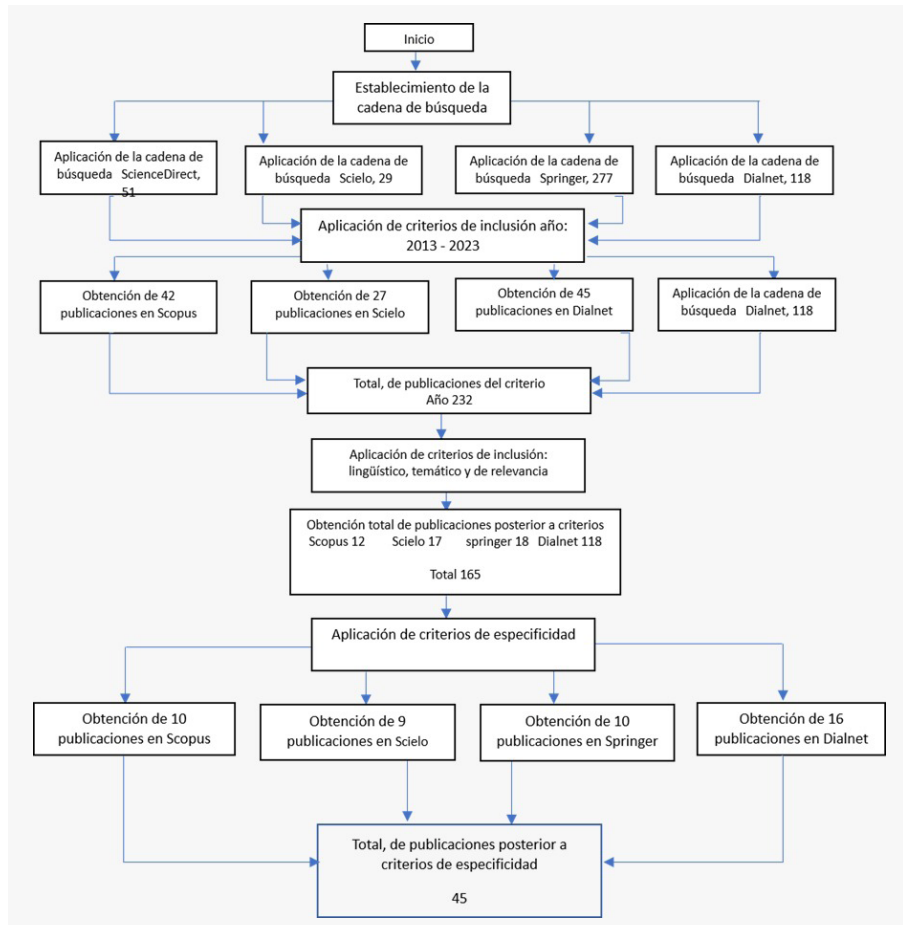 Inicio
Establecimiento de la
cadena de búsqueda
Aplicación de la cadena de
búsqueda ScienceDirect,
51
Aplicación de la cadena de
búsqueda Scielo, 29
Aplicación de la cadena de
búsqueda Springer, 277
Aplicación de la cadena de
búsqueda Dialnet, 118
Aplicación de criterios de inclusión año:
2013 - 2023
Obtención de 42
publicaciones en Scopus
Obtención de 27
publicaciones en Scielo
Obtención de 45
publicaciones en Dialnet
Aplicación de la cadena de
búsqueda Dialnet, 118
Total, de publicaciones del criterio
Año 232
Aplicación de criterios de inclusión:
lingüístico, temático y de relevancia
Obtención total de publicaciones posterior a criterios
Scopus 12 Scielo 17 springer 18 Dialnet 118
Total 165
Aplicación de criterios de especificidad
Obtención de 10
publicaciones en Scopus
Obtención de 9
publicaciones en Scielo
Obtención de 10
publicaciones en Springer
Obtención de 16
publicaciones en Dialnet
Total, de publicaciones posterior a
criterios de especificidad
45